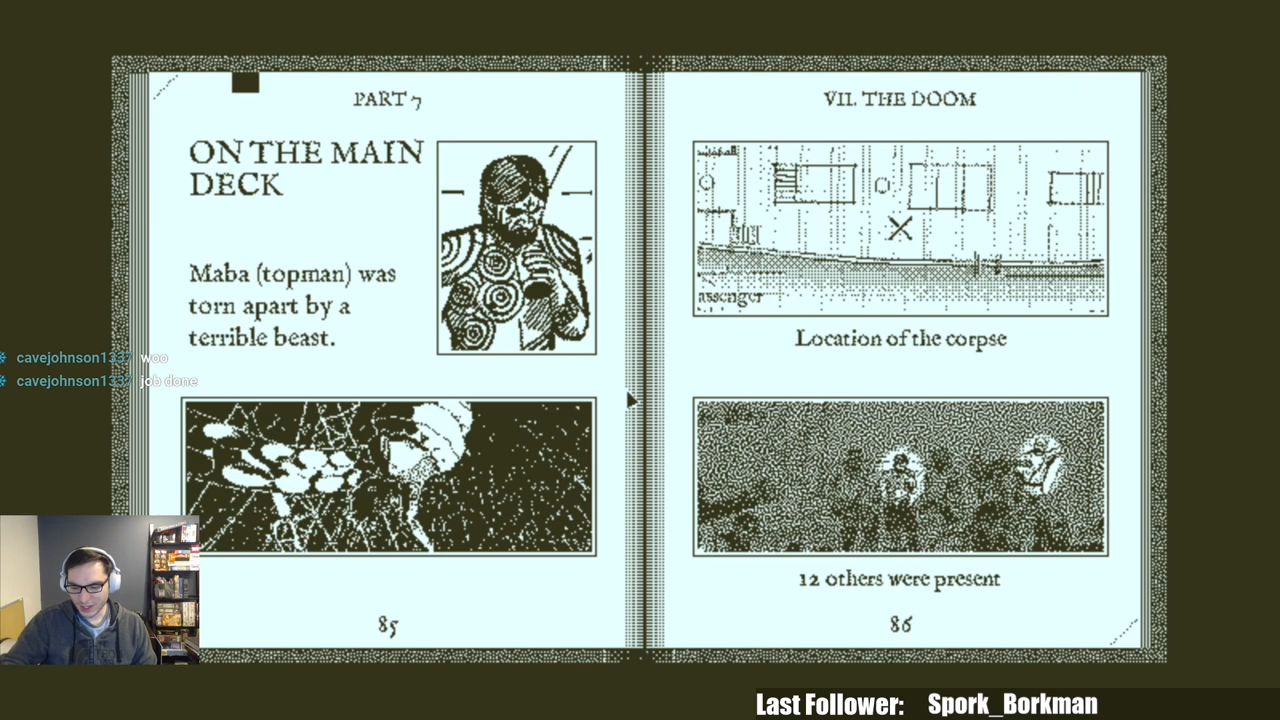 PART 7
ON THE MAIN
DECK
Maba (topman) was
torn apart by a
terrible beast.
cavejohnson1337 woo
cavejohnson1337 job done
85
VII. THE DOOM
assenger
Location of the corpse
12 others were present
86
Last Follower: Spork_Borkman